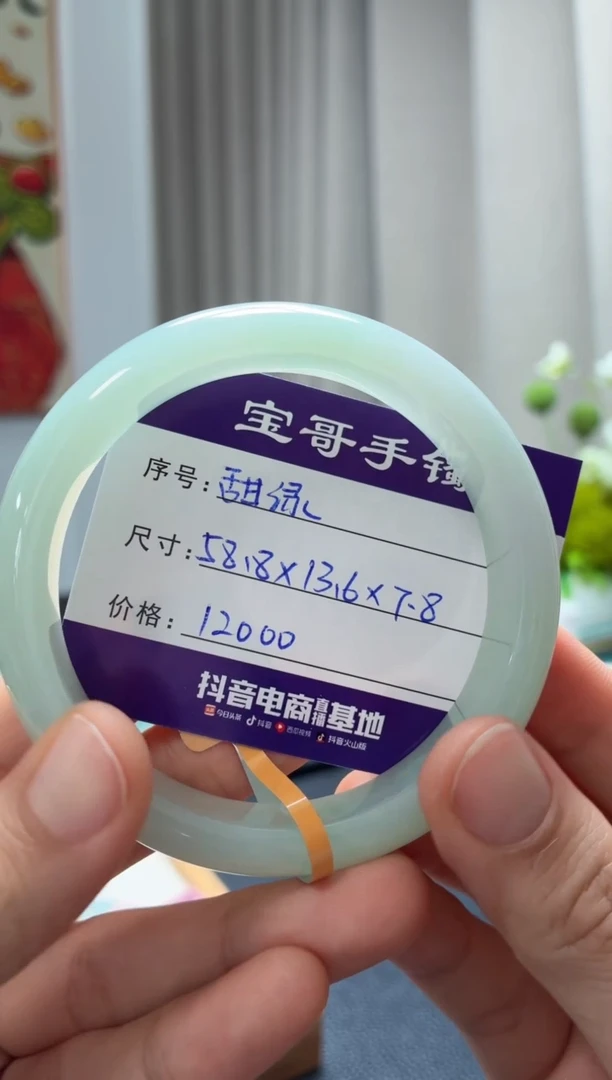 宝哥手镯
序号：甜绿
尺寸：58.8×13.6×7.8
价格：12000
抖音电商直播基地
今日头条 抖音 西瓜视频 抖音火山版